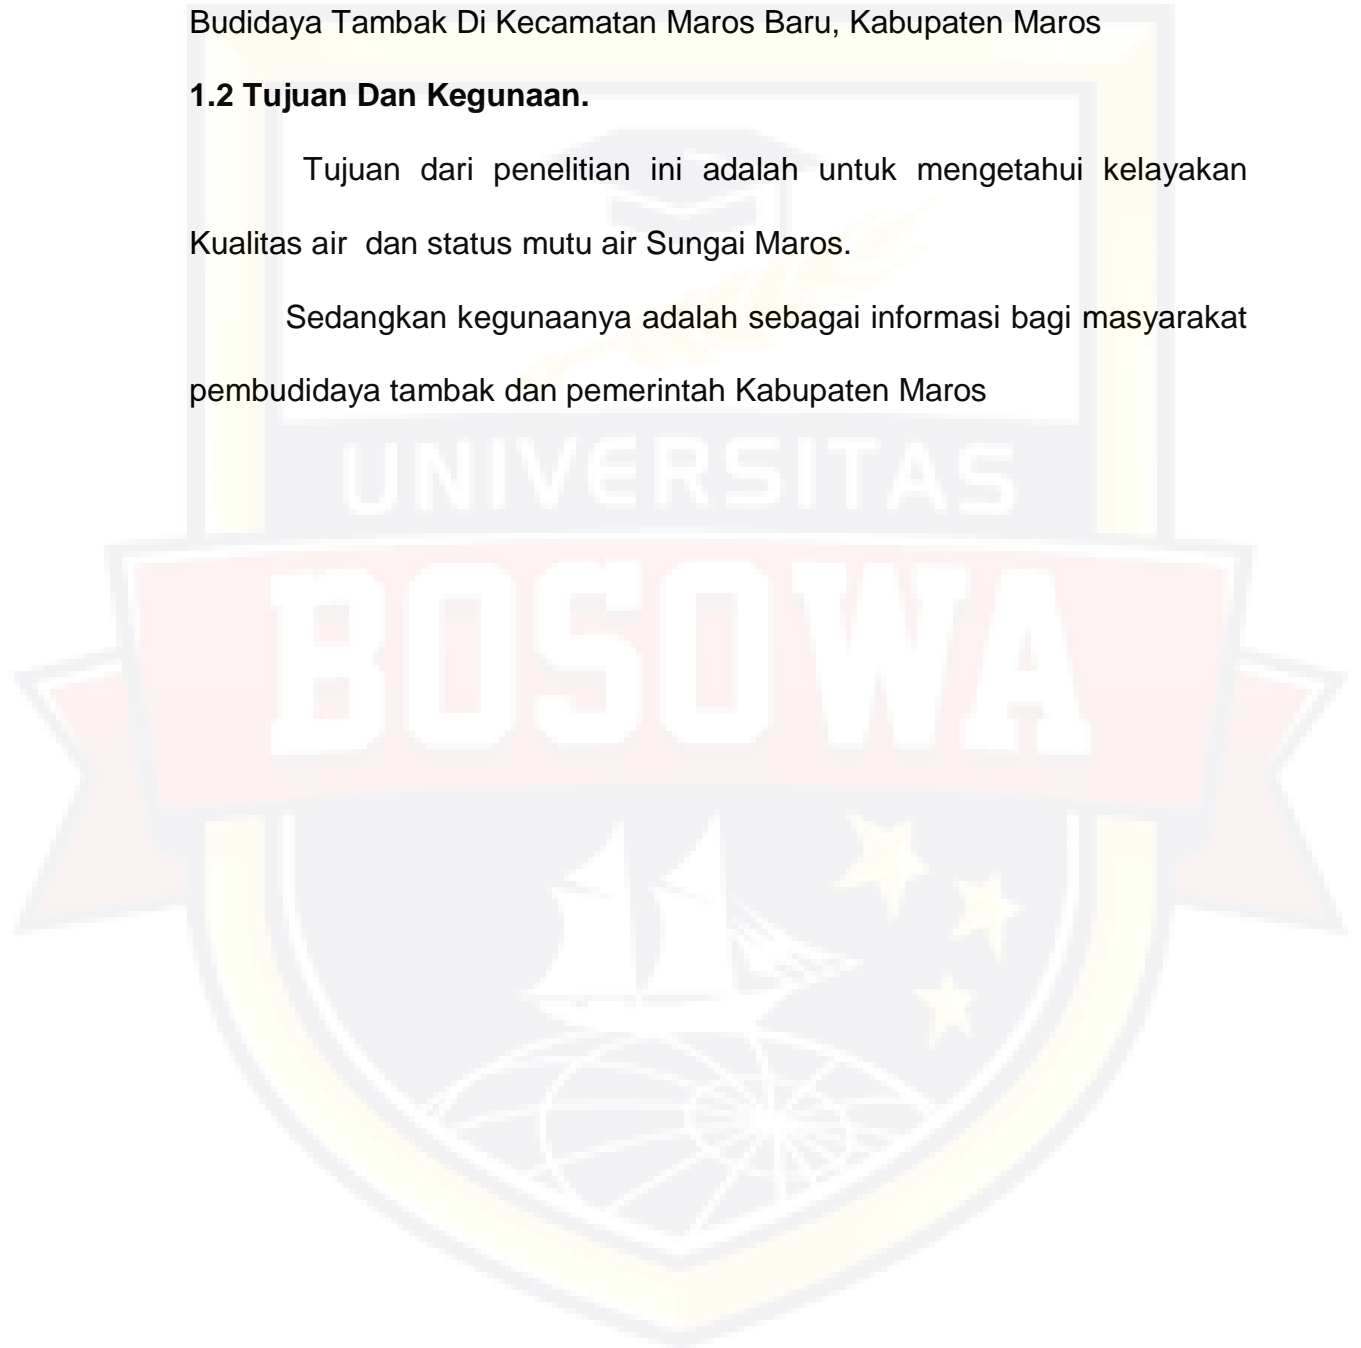 Budidaya Tambak Di Kecamatan Maros Baru, Kabupaten Maros
1.2 Tujuan Dan Kegunaan.
Tujuan dari penelitian ini adalah untuk mengetahui kelayakan
Kualitas air dan status mutu air Sungai Maros.
Sedangkan kegunaanya adalah sebagai informasi bagi masyarakat
pembudidaya tambak dan pemerintah Kabupaten Maros
UNIVERSITAS
BOSOWA